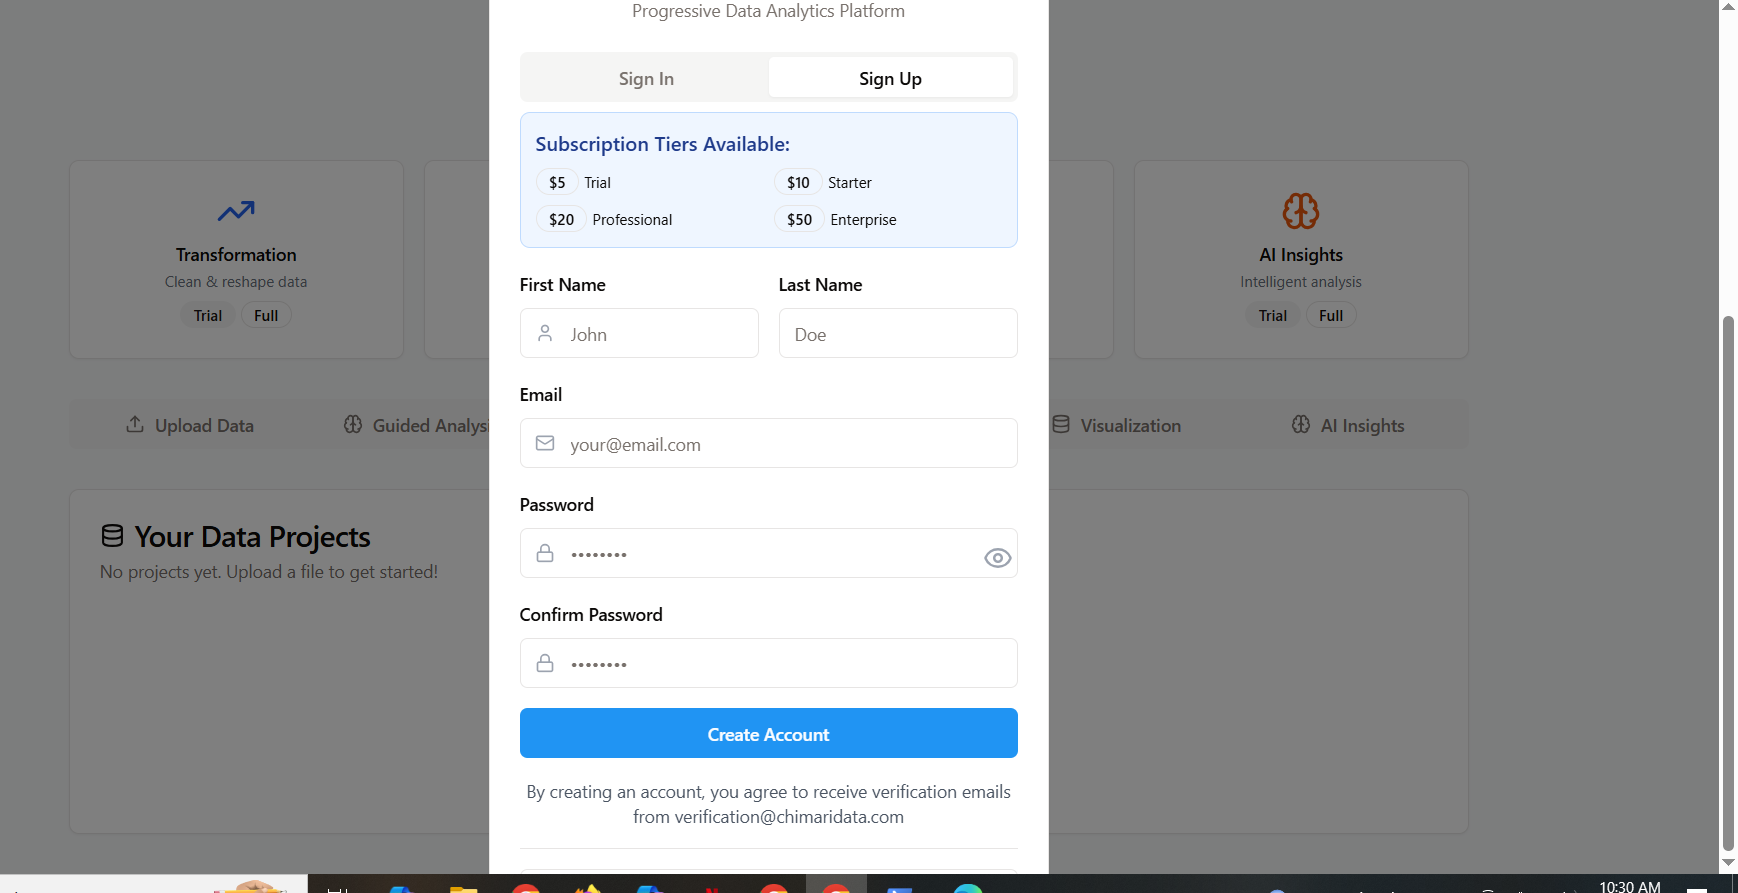 Progressive Data Analytics Platform
Sign In
Sign Up
Subscription Tiers Available:
$5 Trial
$10 Starter
$20 Professional
$50 Enterprise
First Name
Last Name
John
Doe
Email
your@email.com
Password
••••••••
Confirm Password
••••••••
Create Account
By creating an account, you agree to receive verification emails
from verification@chimaridata.com
Transformation
Clean & reshape data
Trial Full
AI Insights
Intelligent analysis
Trial Full
Upload Data
Guided Analysi
Visualization
AI Insights
Your Data Projects
No projects yet. Upload a file to get started!
10:30 AM